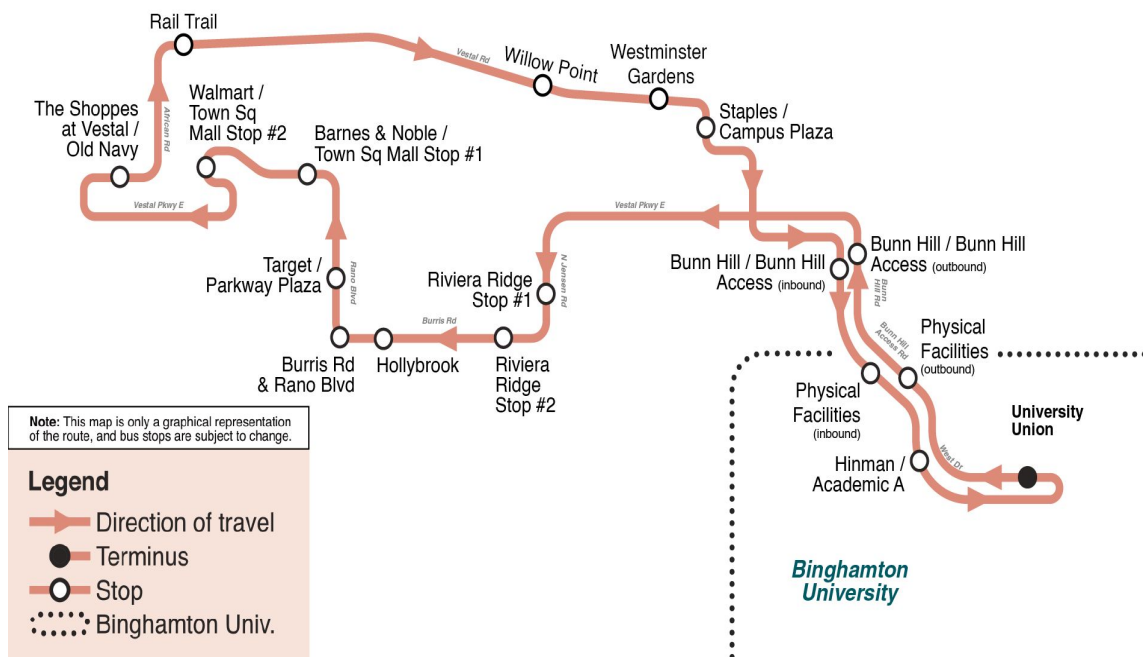 Rail Trail
Vestal Rd
Willow Point
Westminster
Gardens
Staples /
Campus Plaza
The Shoppes
at Vestal /
Old Navy
African Rd
Walmart /
Town Sq
Mall Stop #2
Barnes & Noble /
Town Sq Mall Stop #1
Vestal Pkwy E
Vestal Pkwy E
Target /
Parkway Plaza
Rano Blvd
Riviera Ridge
Stop #1
N Jensen Rd
Bunn Hill / Bunn Hill
Access (inbound)
Bunn Hill / Bunn Hill
Access (outbound)
Bunn
Hill Rd
Burris Rd
Burris Rd
& Rano Blvd
Hollybrook
Riviera
Ridge
Stop #2
Bunn Hill
Access Rd
Physical
Facilities
(outbound)
Physical
Facilities
(inbound)
University
Union
Hinman /
Academic A
West Dr
Binghamton
University
Note: This map is only a graphical representation
of the route, and bus stops are subject to change.
Legend
Direction of travel
Terminus
Stop
Binghamton Univ.